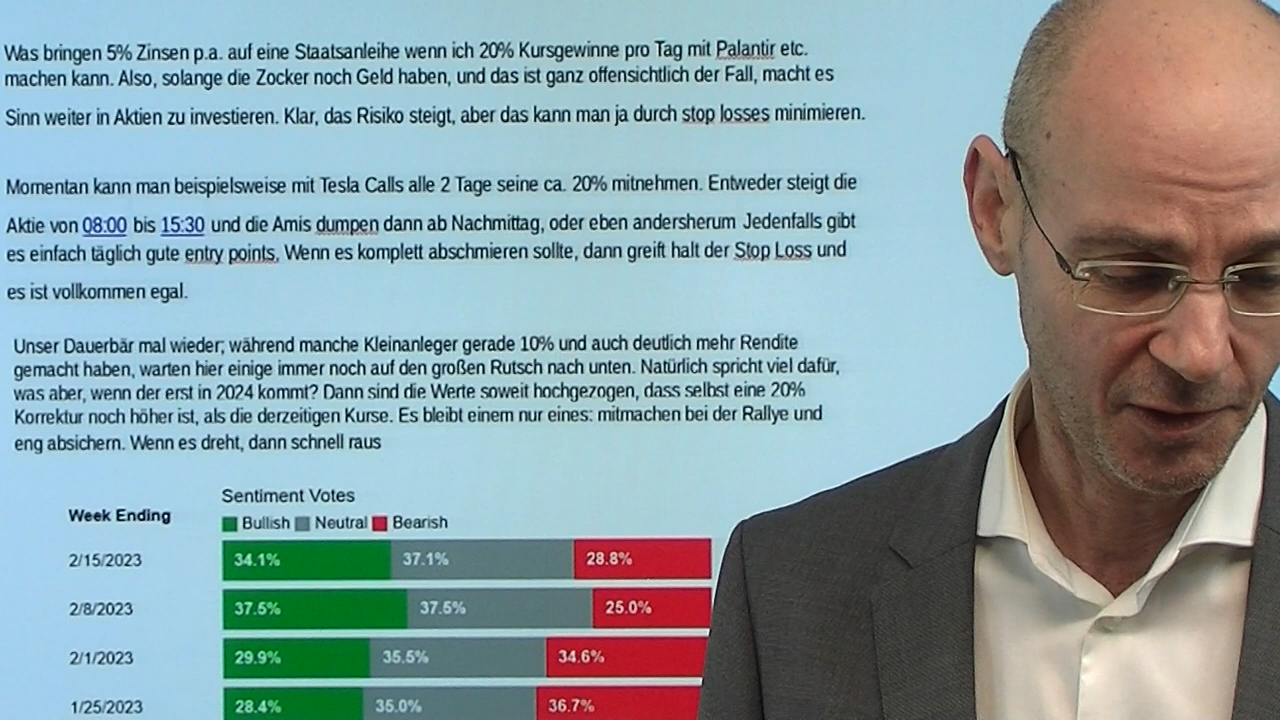 Was bringen 5% Zinsen p.a. auf eine Staatsanleihe wenn ich 20% Kursgewinne pro Tag mit Palantir etc.
machen kann. Also, solange die Zocker noch Geld haben, und das ist ganz offensichtlich der Fall, macht es
Sinn weiter in Aktien zu investieren. Klar, das Risiko steigt, aber das kann man ja durch stop losses minimieren.
Momentan kann man beispielsweise mit Tesla Calls alle 2 Tage seine ca. 20% mitnehmen. Entweder steigt die
Aktie von 08:00 bis 15:30 und die Amis dumpen dann ab Nachmittag, oder eben andersherum Jedenfalls gibt
es einfach täglich gute entry points, Wenn es komplett abschmieren sollte, dann greift halt der Stop Loss und
es ist vollkommen egal.
Unser Dauerbär mal wieder; während manche Kleinanleger gerade 10% und auch deutlich mehr Rendite
gemacht haben, warten hier einige immer noch auf den großen Rutsch nach unten. Natürlich spricht viel dafür,
was aber, wenn der erst in 2024 kommt? Dann sind die Werte soweit hochgezogen, dass selbst eine 20%
Korrektur noch höher ist, als die derzeitigen Kurse. Es bleibt einem nur eines: mitmachen bei der Rallye und
eng absichern. Wenn es dreht, dann schnell raus
Sentiment Votes
Week Ending
Bullish Neutral Bearish
2/15/2023 34.1% 37.1% 28.8%
2/8/2023 37.5% 37.5% 25.0%
2/1/2023 29.9% 35.5% 34.6%
1/25/2023 28.4% 35.0% 36.7%